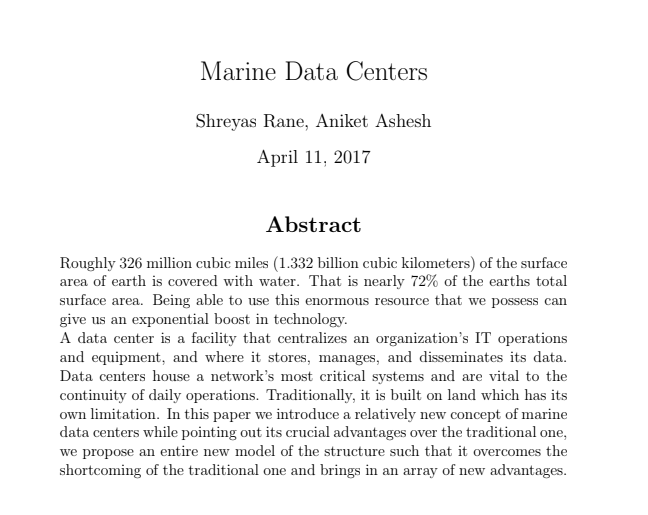 Marine Data Centers
Shreyas Rane, Aniket Ashesh
April 11, 2017
Abstract
Roughly 326 million cubic miles (1.332 billion cubic kilometers) of the surface
area of earth is covered with water. That is nearly 72% of the earths total
surface area. Being able to use this enormous resource that we possess can
give us an exponential boost in technology.
A data center is a facility that centralizes an organization's IT operations
and equipment, and where it stores, manages, and disseminates its data.
Data centers house a network's most critical systems and are vital to the
continuity of daily operations. Traditionally, it is built on land which has its
own limitation. In this paper we introduce a relatively new concept of marine
data centers while pointing out its crucial advantages over the traditional one,
we propose an entire new model of the structure such that it overcomes the
shortcoming of the traditional one and brings in an array of new advantages.